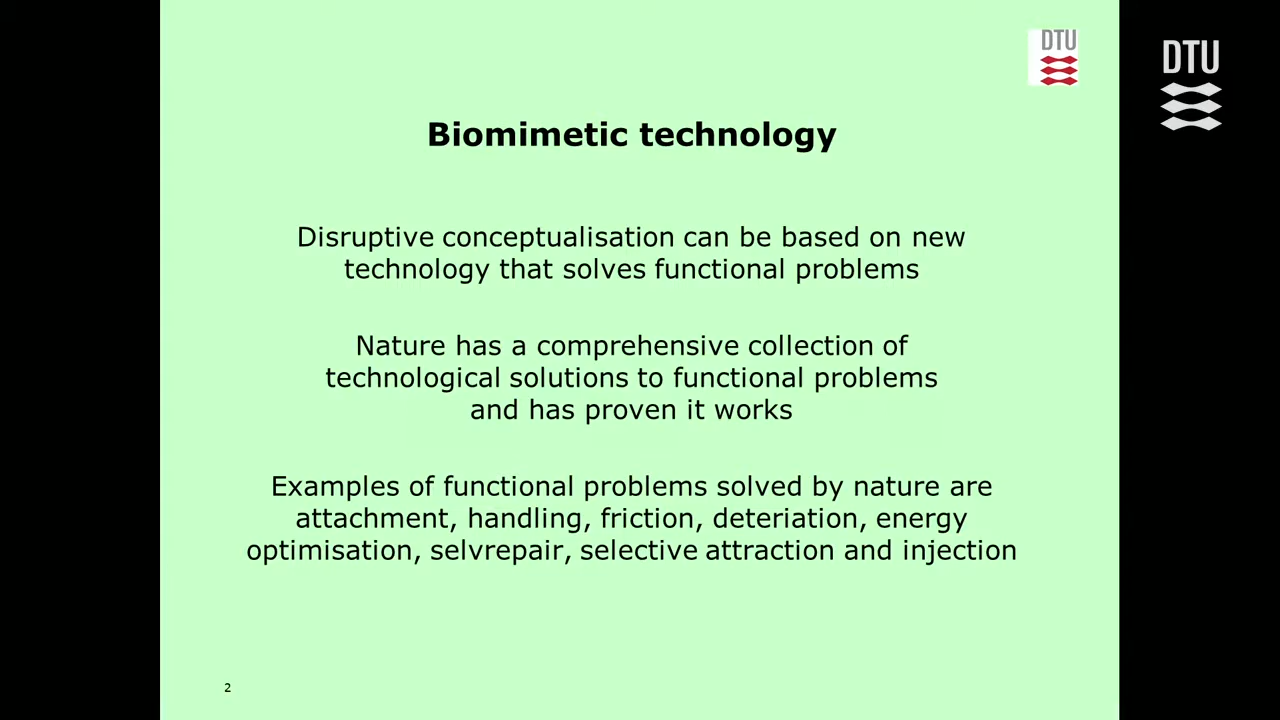 DTU
DTU
Biomimetic technology
Disruptive conceptualisation can be based on new
technology that solves functional problems
Nature has a comprehensive collection of
technological solutions to functional problems
and has proven it works
Examples of functional problems solved by nature are
attachment, handling, friction, deteriation, energy
optimisation, selvrepair, selective attraction and injection
2